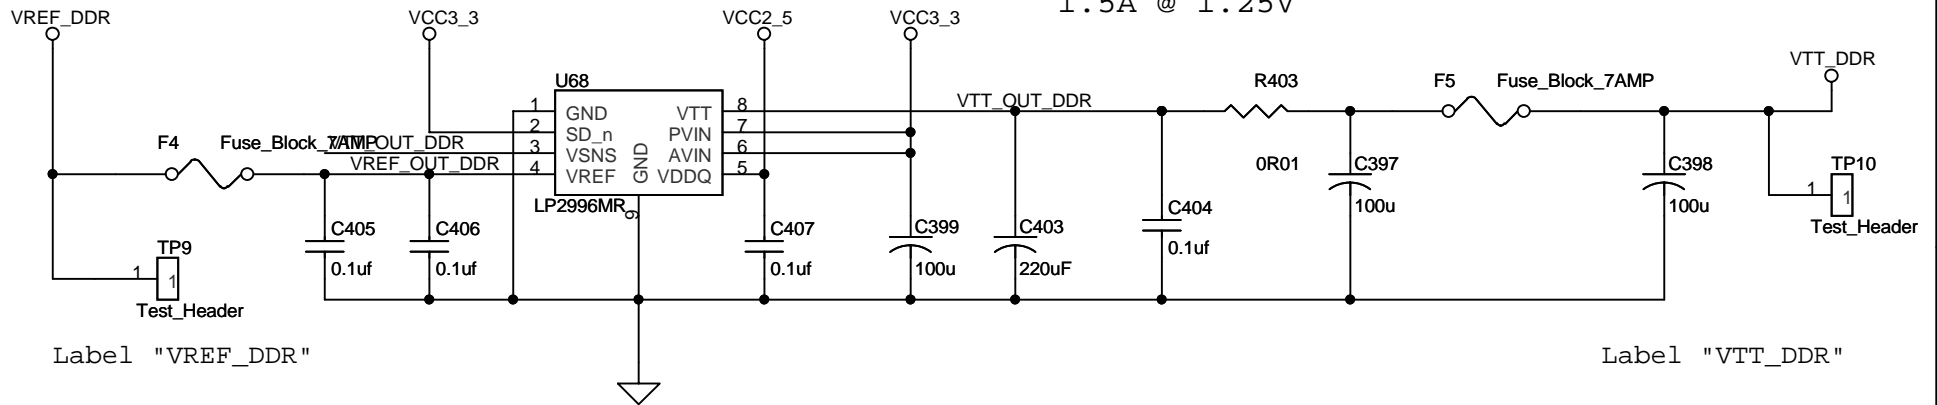 1.5A @ 1.25V
VREF_DDR
VCC3_3
VCC2_5
VCC3_3
VTT_DDR
U68
R403
F5
Fuse_Block_7AMP
1
GND
VTT
8
VTT_OUT_DDR
2
SD_n
PVIN
7
F4
Fuse_Block_7AMP
VTT_OUT_DDR
3
VSNS
AVIN
6
VREF_OUT_DDR
4
VREF
GND
VDDQ
5
0R01
C397
100u
C398
100u
TP10
1
1
Test_Header
LP2996MR
9
C405
0.1uf
C406
0.1uf
C407
0.1uf
C399
100u
C403
220uF
C404
0.1uf
TP9
1
1
Test_Header
Label "VREF_DDR"
Label "VTT_DDR"